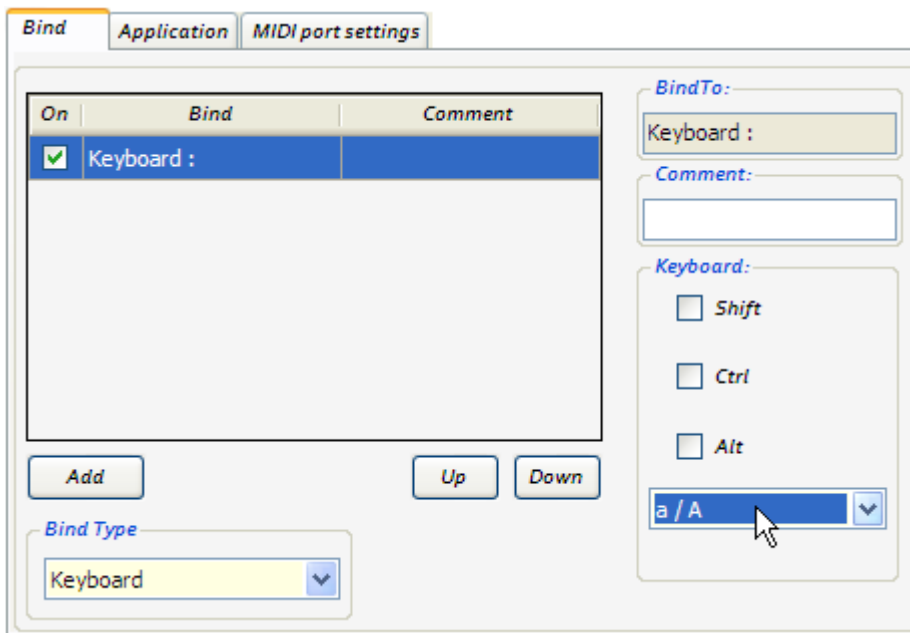 Bind Application MIDI port settings
On Bind Comment
Keyboard :
BindTo:
Keyboard :
Comment:
Keyboard:
Shift
Ctrl
Alt
a / A
Add Up Down
Bind Type
Keyboard